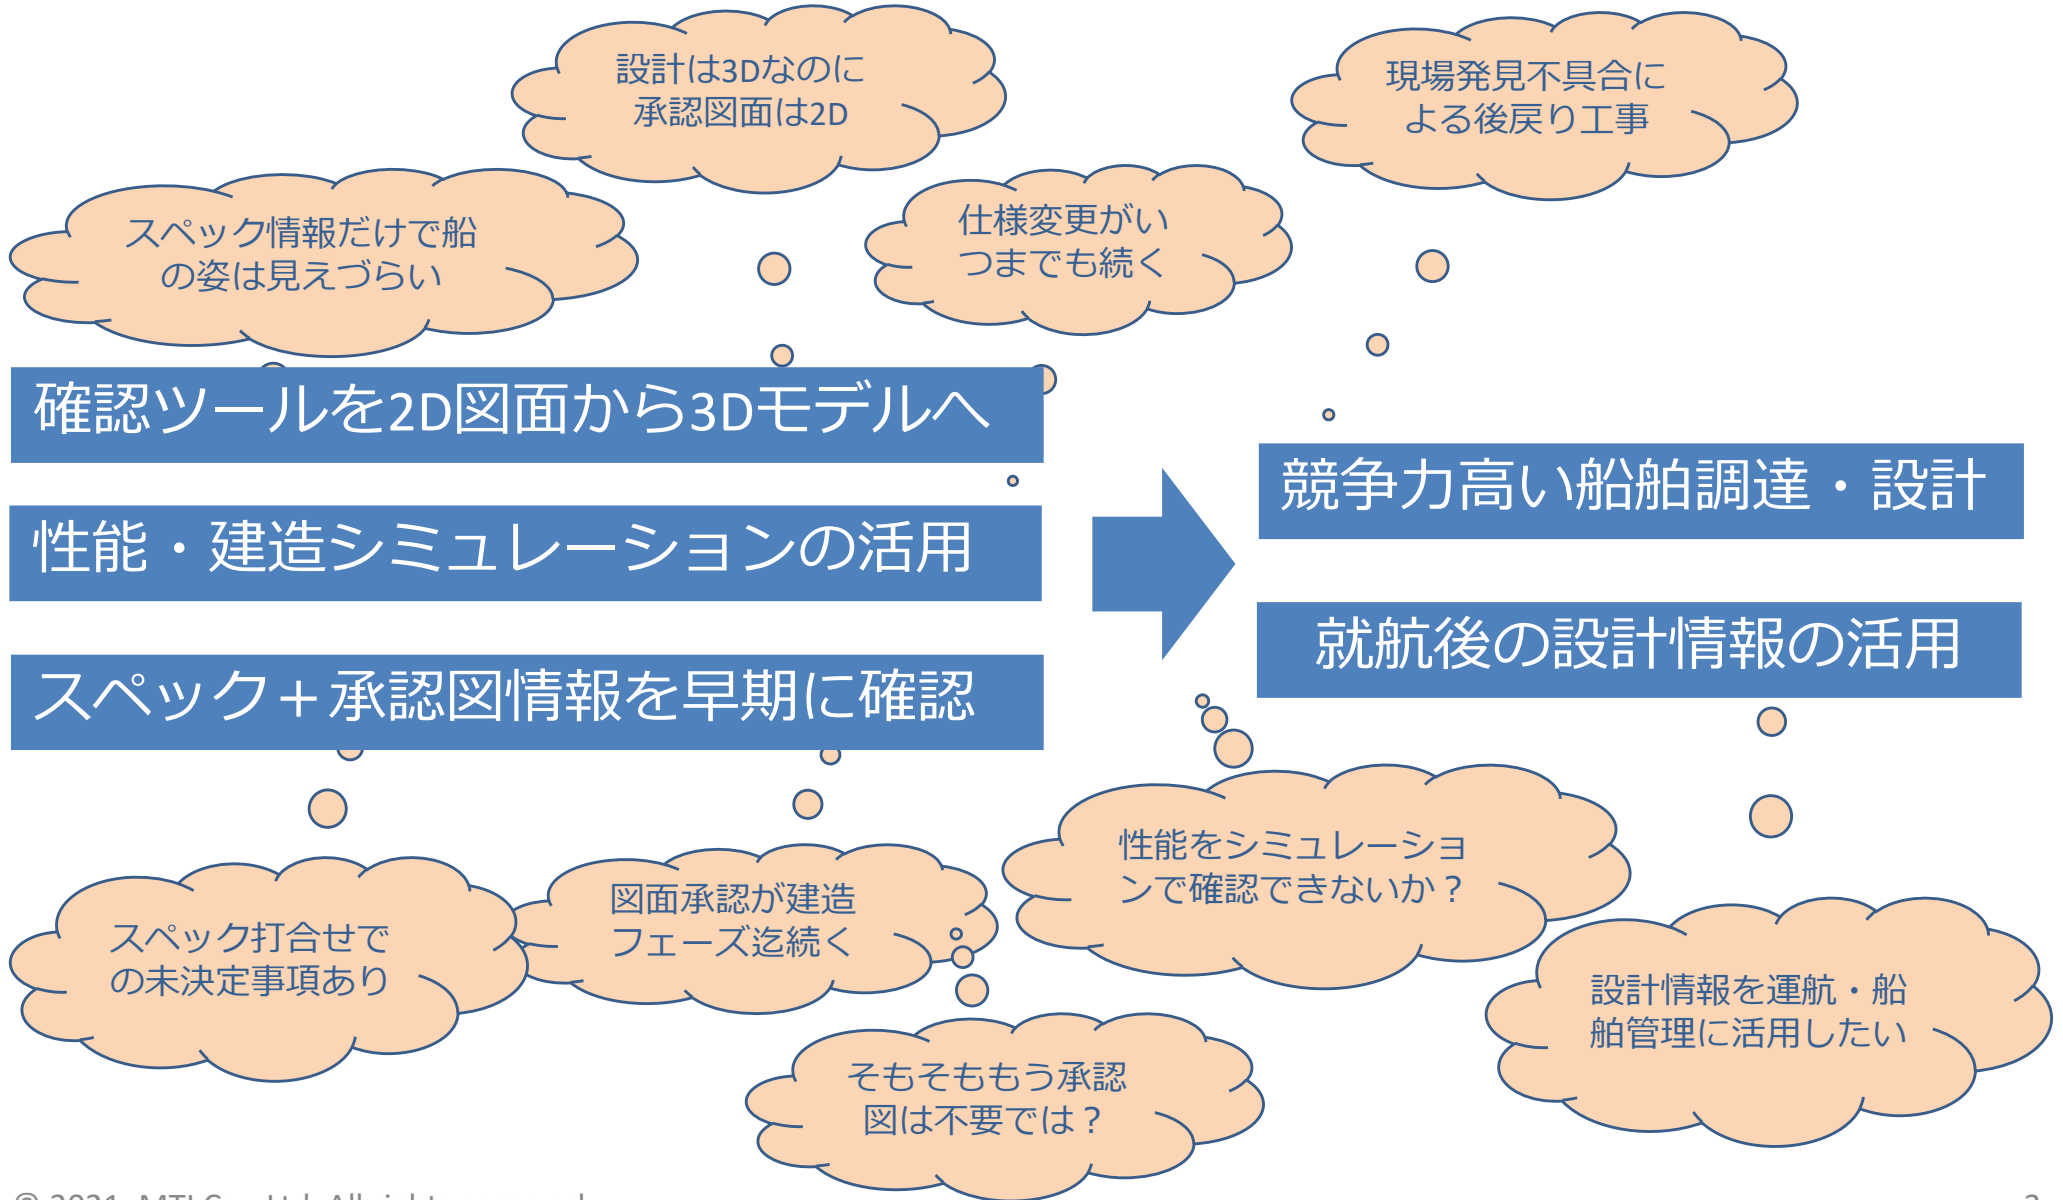 設計は3Dなのに
承認図面は2D
現場発見不具合に
よる後戻り工事
スペック情報だけで船
の姿は見えづらい
仕様変更がい
つまでも続く
確認ツールを2D図面から3Dモデルへ
性能・建造シミュレーションの活用
スペック＋承認図情報を早期に確認
競争力高い船舶調達・設計
就航後の設計情報の活用
スペック打合せで
の未決定事項あり
図面承認が建造
フェーズ迄続く
性能をシミュレーショ
ンで確認できないか？
設計情報を運航・船
舶管理に活用したい
そもそももう承認
図は不要では？
© 2021 MTI